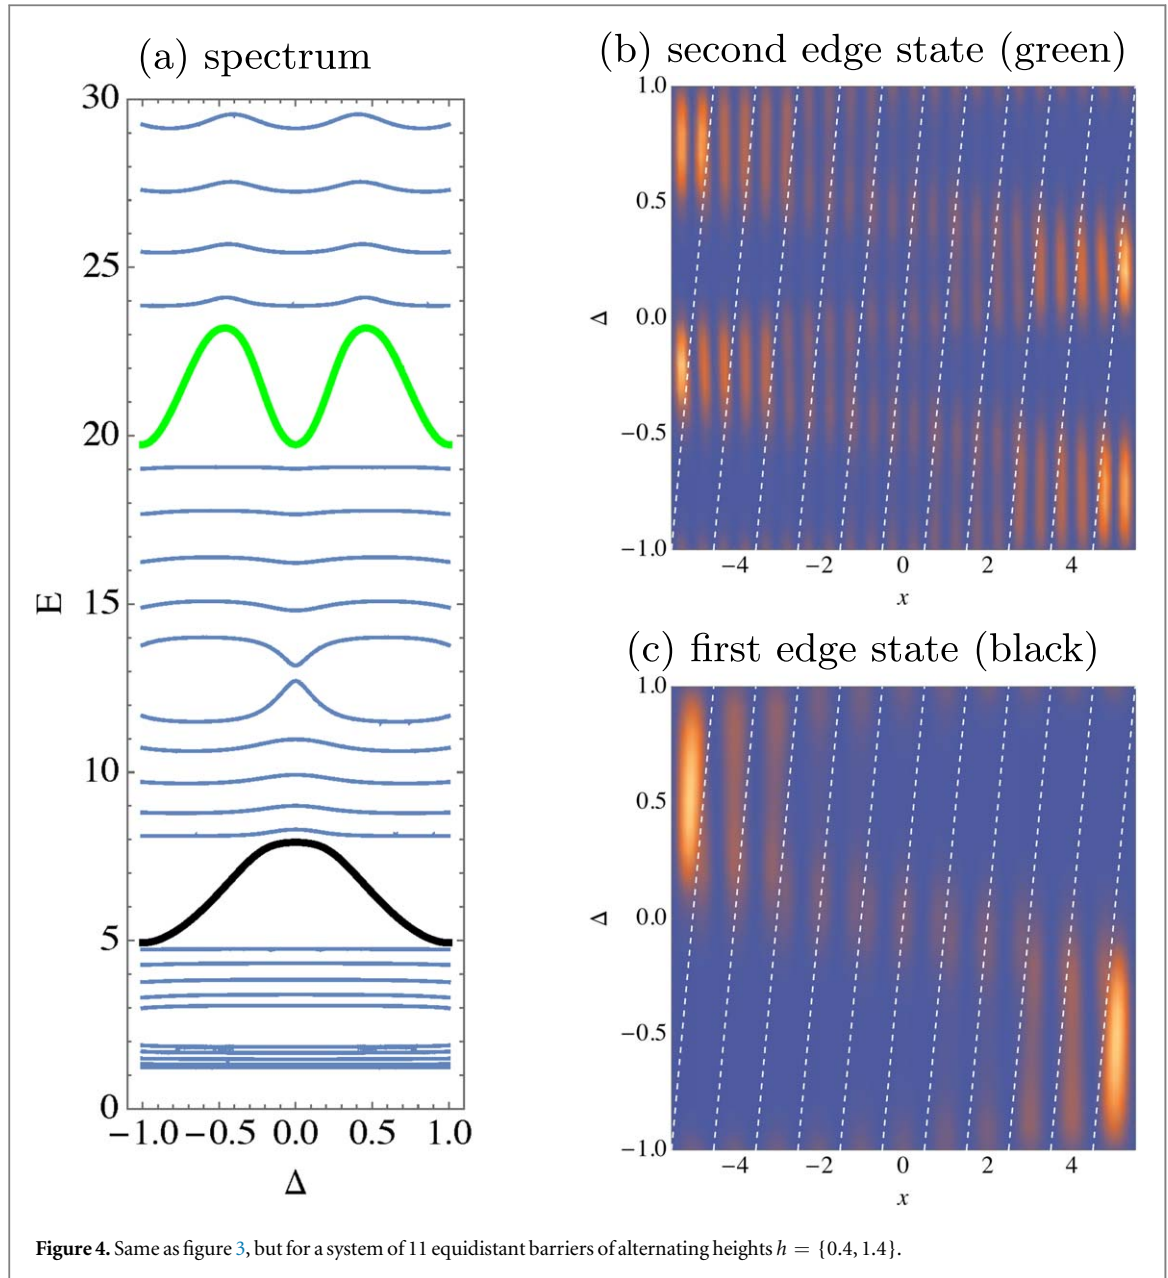 (a) spectrum
30
25
20
15
10
5
0
E
−1.0 −0.5 0.0 0.5 1.0
Δ
(b) second edge state (green)
1.0
0.5
0.0
−0.5
−1.0
Δ
−4 −2 0 2 4
x
(c) first edge state (black)
1.0
0.5
0.0
−0.5
−1.0
Δ
−4 −2 0 2 4
x
Figure 4. Same as figure 3, but for a system of 11 equidistant barriers of alternating heights h = {0.4, 1.4}.